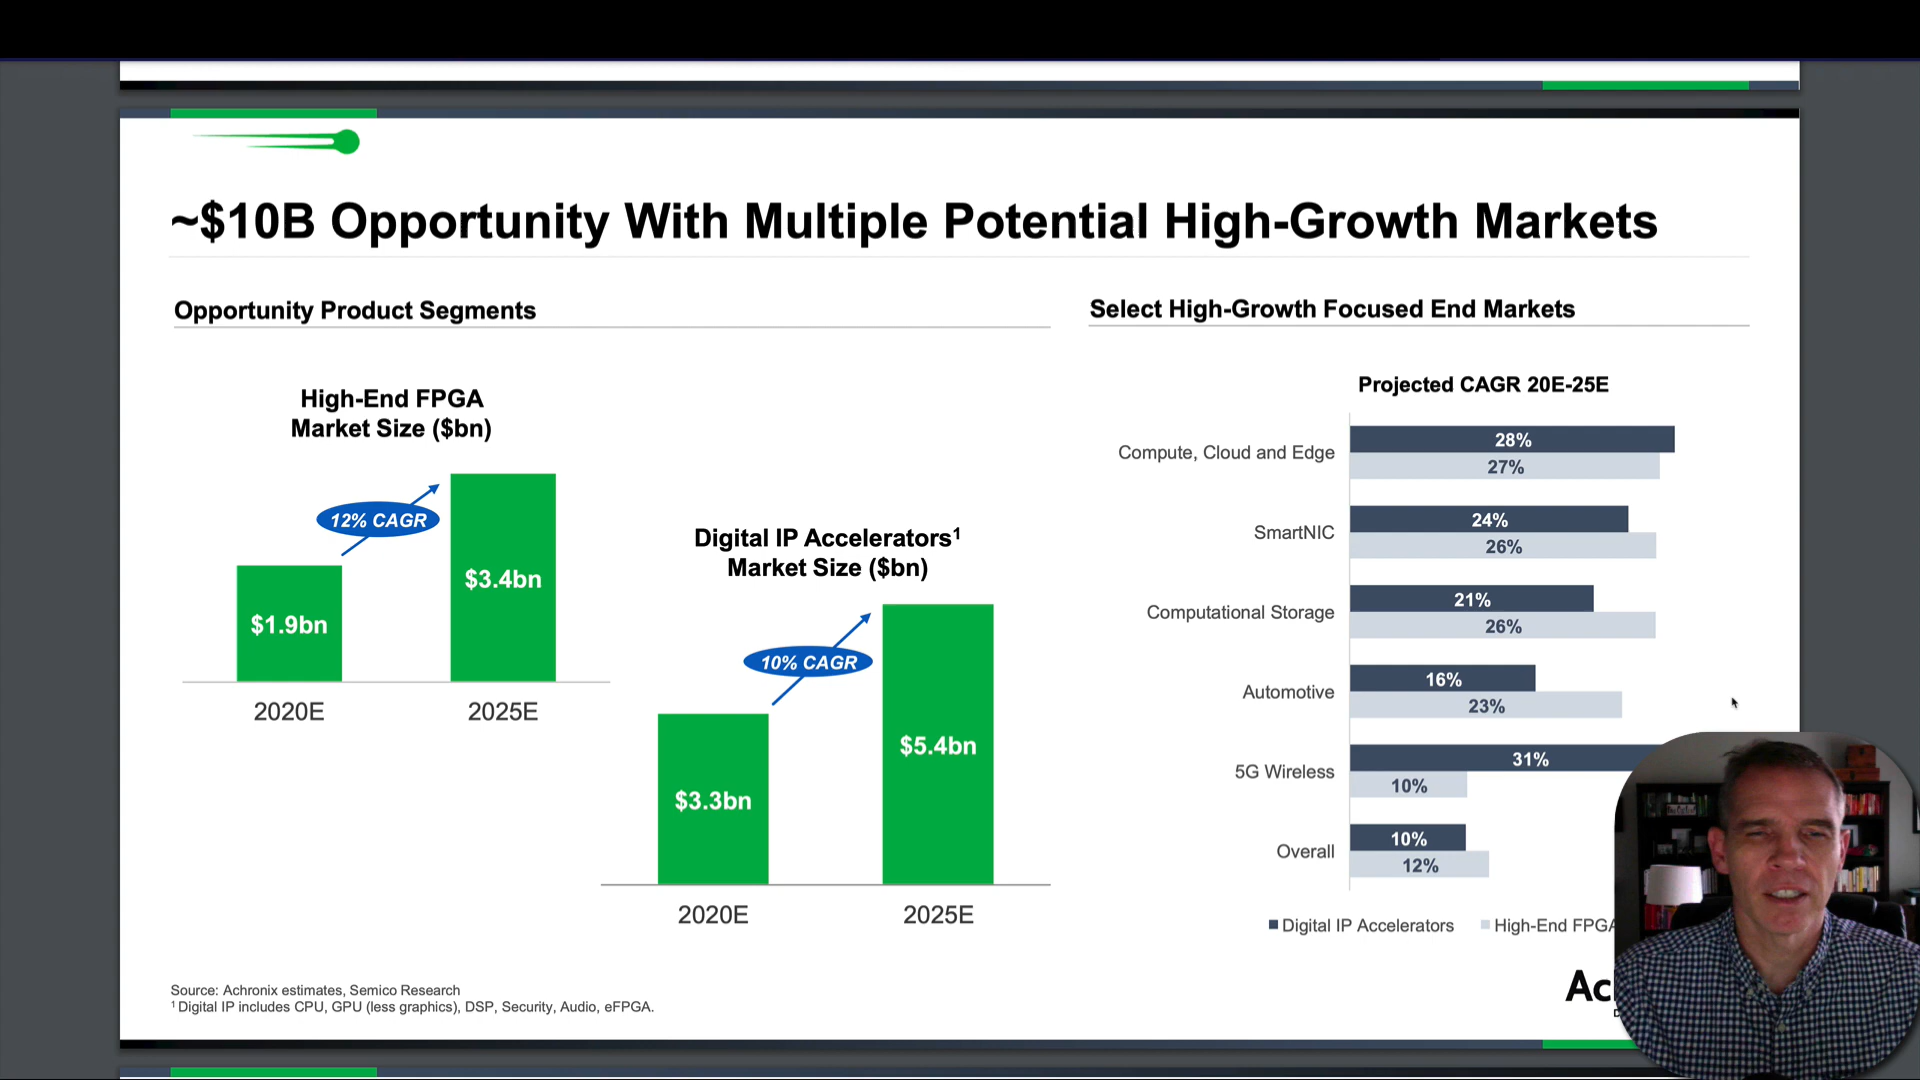 ~$10B Opportunity With Multiple Potential High-Growth Markets
Opportunity Product Segments
High-End FPGA
Market Size ($bn)
12% CAGR
$1.9bn
$3.4bn
2020E
2025E
Digital IP Accelerators¹
Market Size ($bn)
10% CAGR
$3.3bn
$5.4bn
2020E
2025E
Select High-Growth Focused End Markets
Projected CAGR 20E-25E
Compute, Cloud and Edge
28%
27%
SmartNIC
24%
26%
Computational Storage
21%
26%
Automotive
16%
23%
5G Wireless
31%
10%
Overall
10%
12%
Digital IP Accelerators
High-End FPGA
Source: Achronix estimates, Semico Research
¹ Digital IP includes CPU, GPU (less graphics), DSP, Security, Audio, eFPGA.